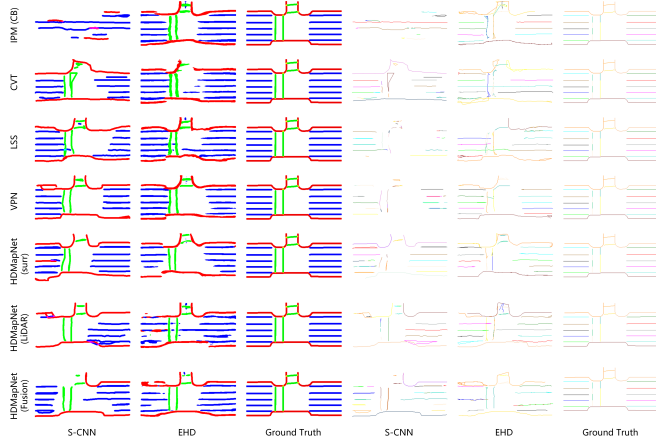 IPM (CB)
CVT
LSS
VPN
HDMapNet
(surr)
HDMapNet
(LiDAR)
HDMapNet
(Fusion)
S-CNN EHD Ground Truth S-CNN EHD Ground Truth